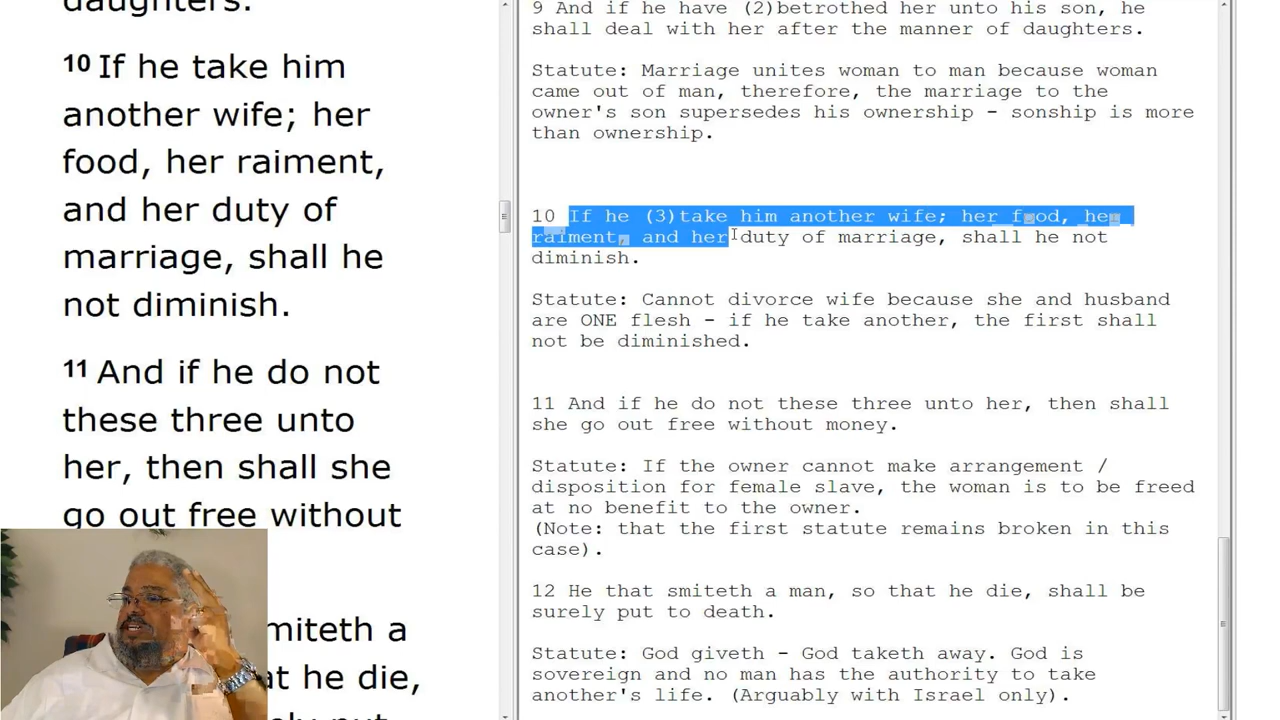 daughters.
10 If he take him
another wife; her
food, her raiment,
and her duty of
marriage, shall he
not diminish.
11 And if he do not
these three unto
her, then shall she
go out free without
smiteth a
at he die,
9 And if he have (2)betrothed her unto his son, he
shall deal with her after the manner of daughters.
Statute: Marriage unites woman to man because woman
came out of man, therefore, the marriage to the
owner's son supersedes his ownership - sonship is more
than ownership.
10 If he (3)take him another wife; her food, her
raiment, and her duty of marriage, shall he not
diminish.
Statute: Cannot divorce wife because she and husband
are ONE flesh - if he take another, the first shall
not be diminished.
11 And if he do not these three unto her, then shall
she go out free without money.
Statute: If the owner cannot make arrangement /
disposition for female slave, the woman is to be freed
at no benefit to the owner.
(Note: that the first statute remains broken in this
case).
12 He that smiteth a man, so that he die, shall be
surely put to death.
Statute: God giveth - God taketh away. God is
sovereign and no man has the authority to take
another's life. (Arguably with Israel only).